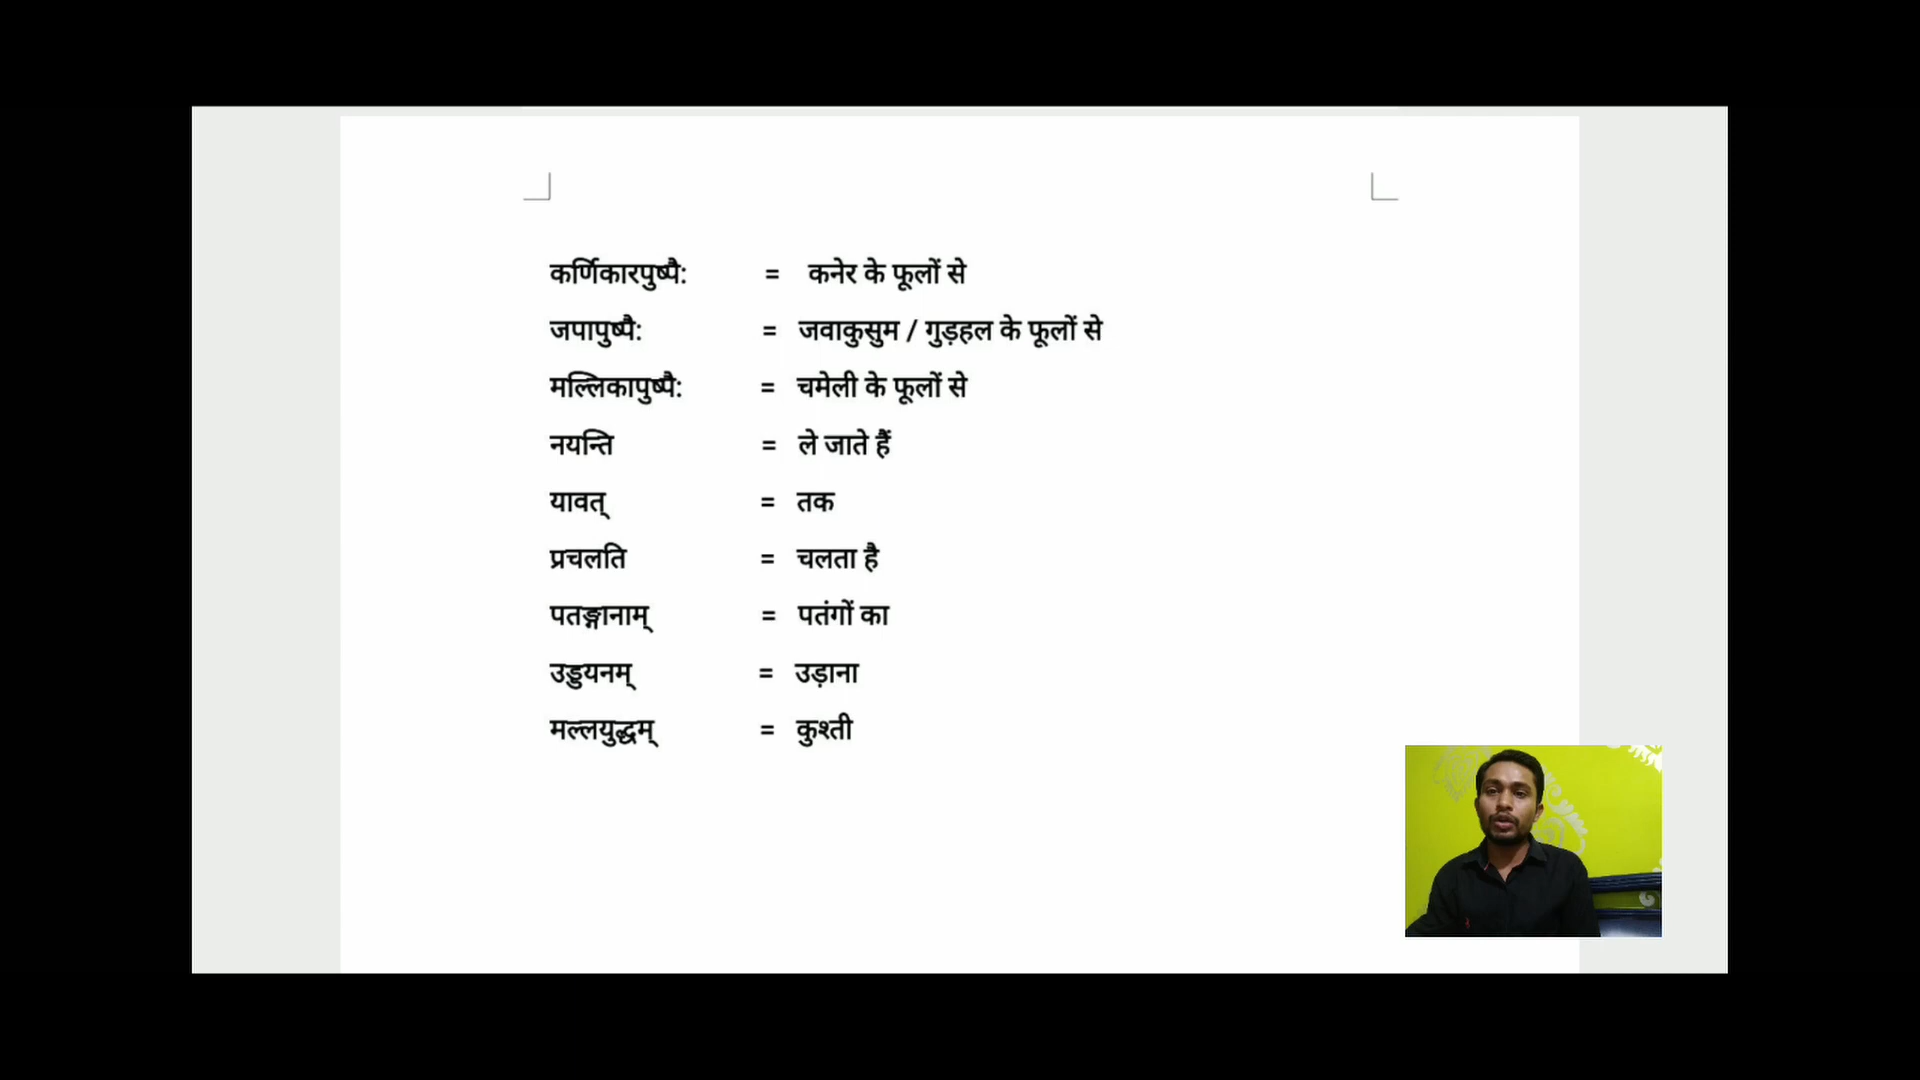 कर्णिकारपुष्पै: = कनेर के फूलों से
जपापुष्पै: = जवाकुसुम / गुड़हल के फूलों से
मल्लिकापुष्पै: = चमेली के फूलों से
नयन्ति = ले जाते हैं
यावत् = तक
प्रचलति = चलता है
पतङ्गानाम् = पतंगों का
उड्डयनम् = उड़ाना
मल्लयुद्धम् = कुश्ती